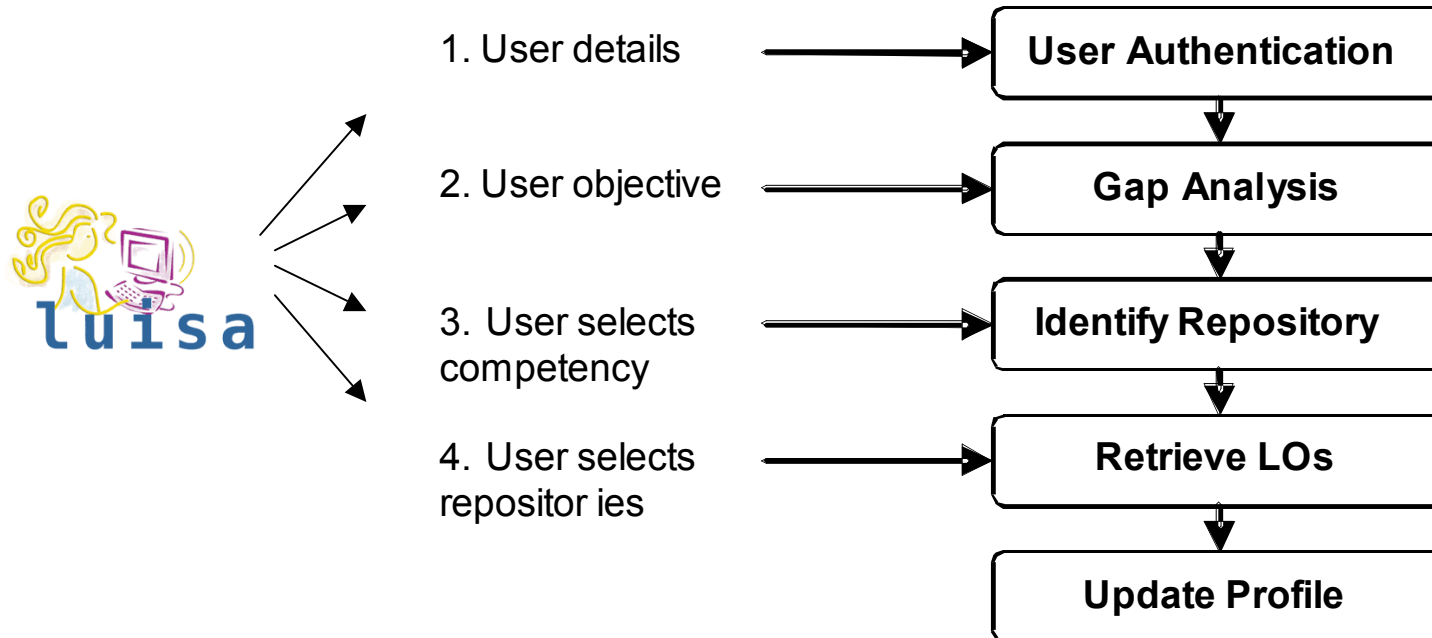 1. User details
User Authentication
2. User objective
Gap Analysis
luisa
3. User selects
competency
Identify Repository
4. User selects
repositor ies
Retrieve LOs
Update Profile